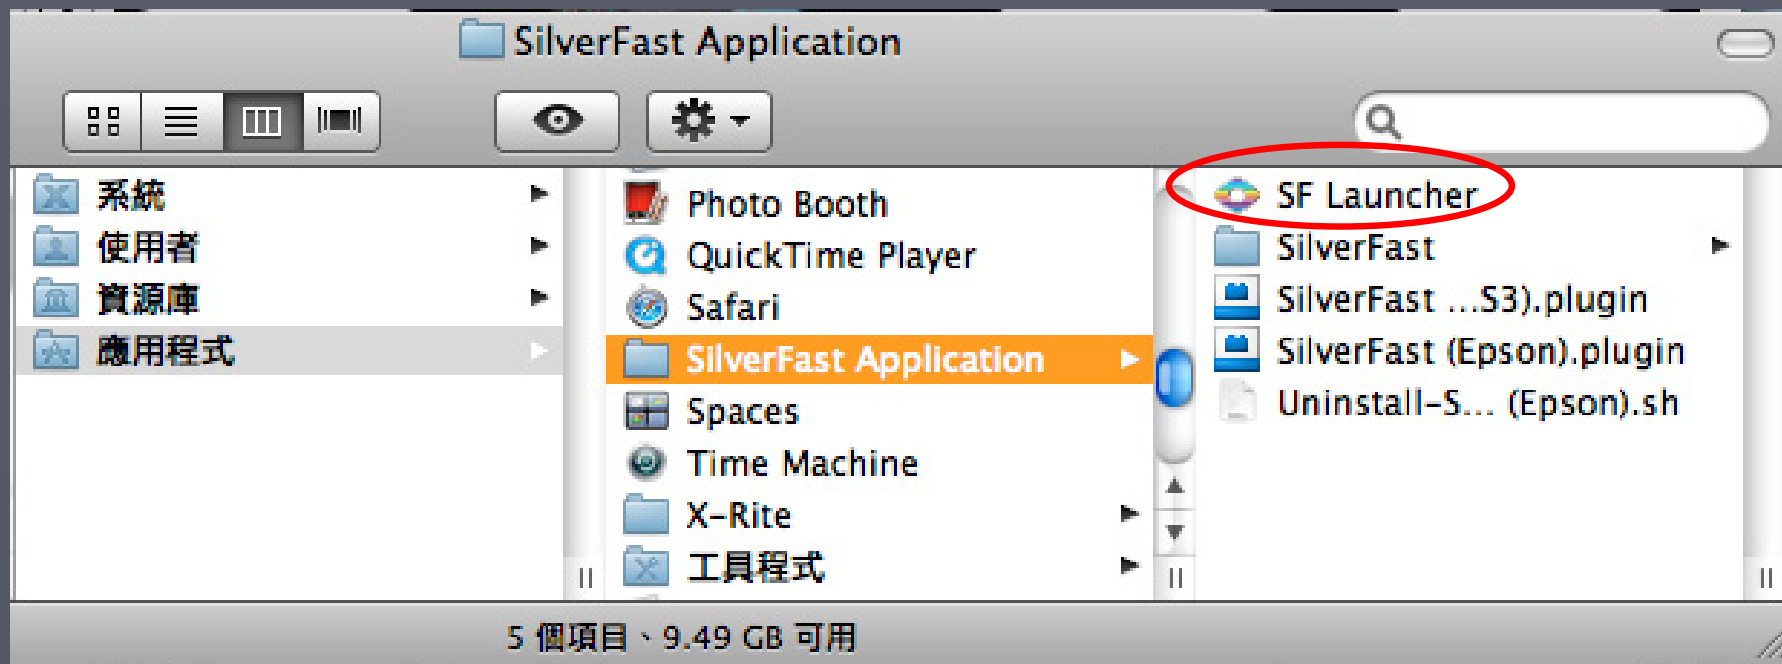 SilverFast Application
系統
使用者
資源庫
應用程式
Photo Booth
QuickTime Player
Safari
SilverFast Application
Spaces
Time Machine
X-Rite
工具程式
SF Launcher
SilverFast
SilverFast ...S3).plugin
SilverFast (Epson).plugin
Uninstall-S... (Epson).sh
5 個項目、9.49 GB 可用